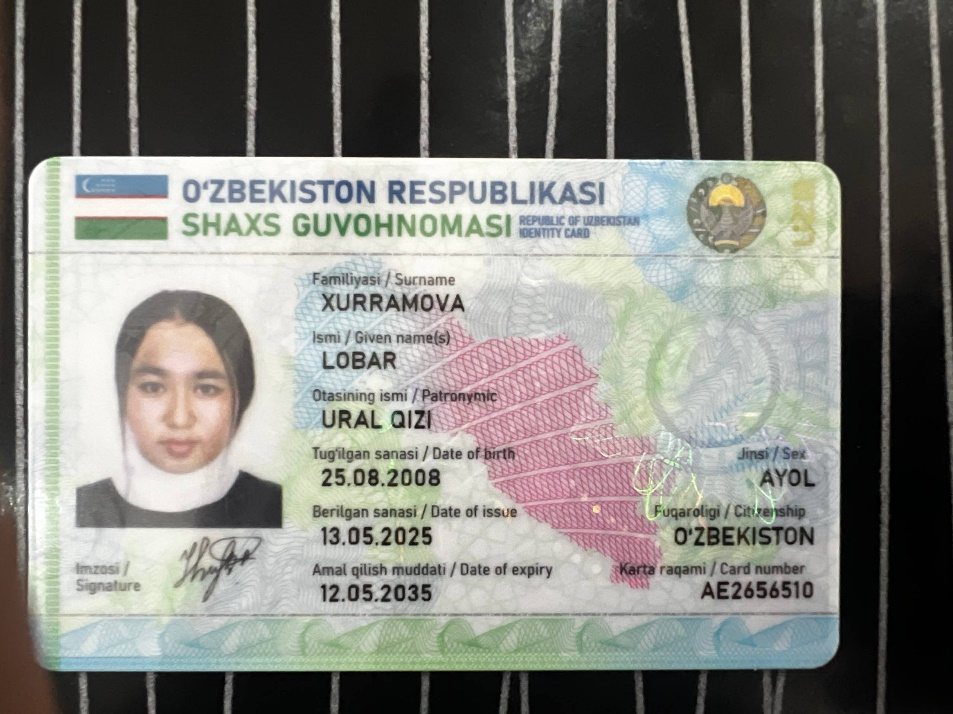 O‘ZBEKISTON RESPUBLIKASI
SHAXS GUVOHNOMASI
REPUBLIC OF UZBEKISTAN
IDENTITY CARD
UZB
Familiyasi / Surname
XURRAMOVA
Ismi / Given name(s)
LOBAR
Otasining ismi / Patronymic
URAL QIZI
Tug‘ilgan sanasi / Date of birth
25.08.2008
Jinsi / Sex
AYOL
Berilgan sanasi / Date of issue
13.05.2025
Fuqaroligi / Citizenship
O‘ZBEKISTON
Amal qilish muddati / Date of expiry
12.05.2035
Karta raqami / Card number
AE2656510
Imzosi /
Signature